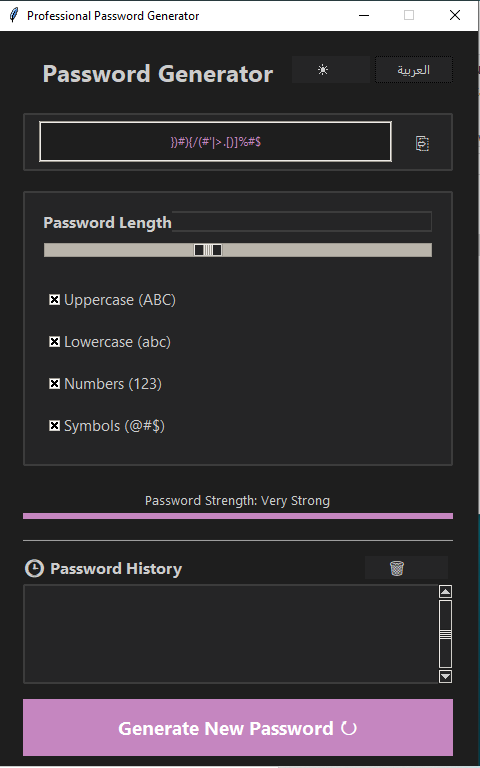 Professional Password Generator
Password Generator
العربية
})#){/(#'|>.[)]%#$
Password Length
Uppercase (ABC)
Lowercase (abc)
Numbers (123)
Symbols (@#$)
Password Strength: Very Strong
Password History
Generate New Password